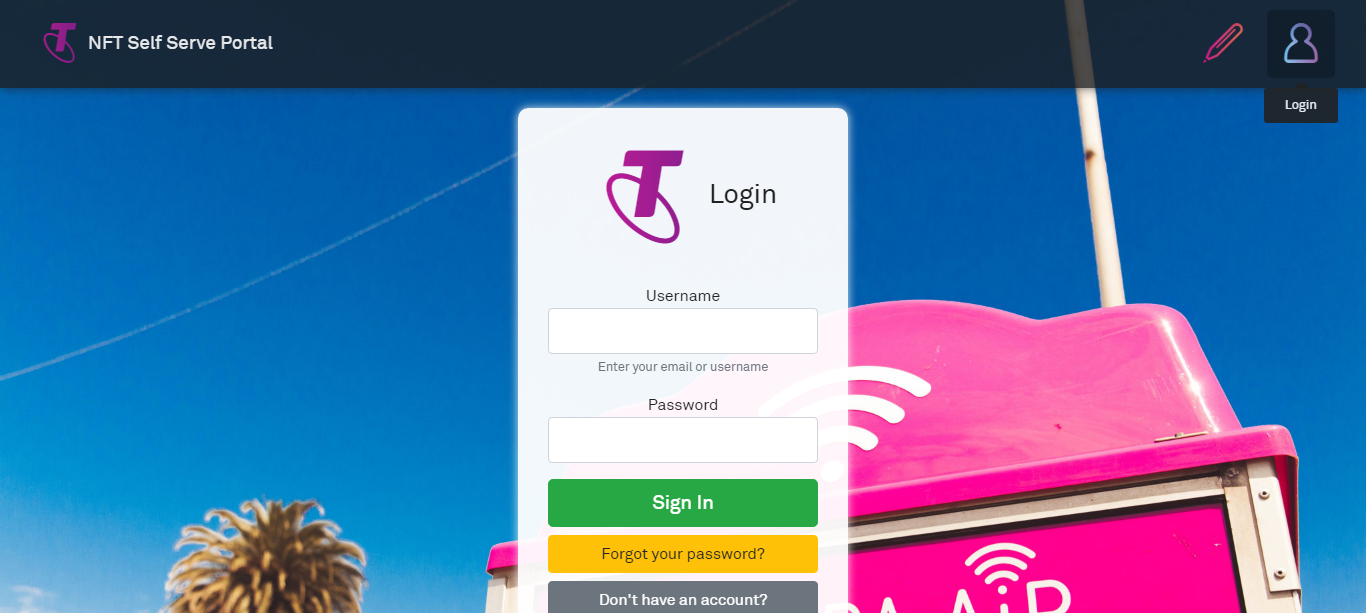 NFT Self Serve Portal
Login
Login
Username
Enter your email or username
Password
Sign In
Forgot your password?
Don't have an account?